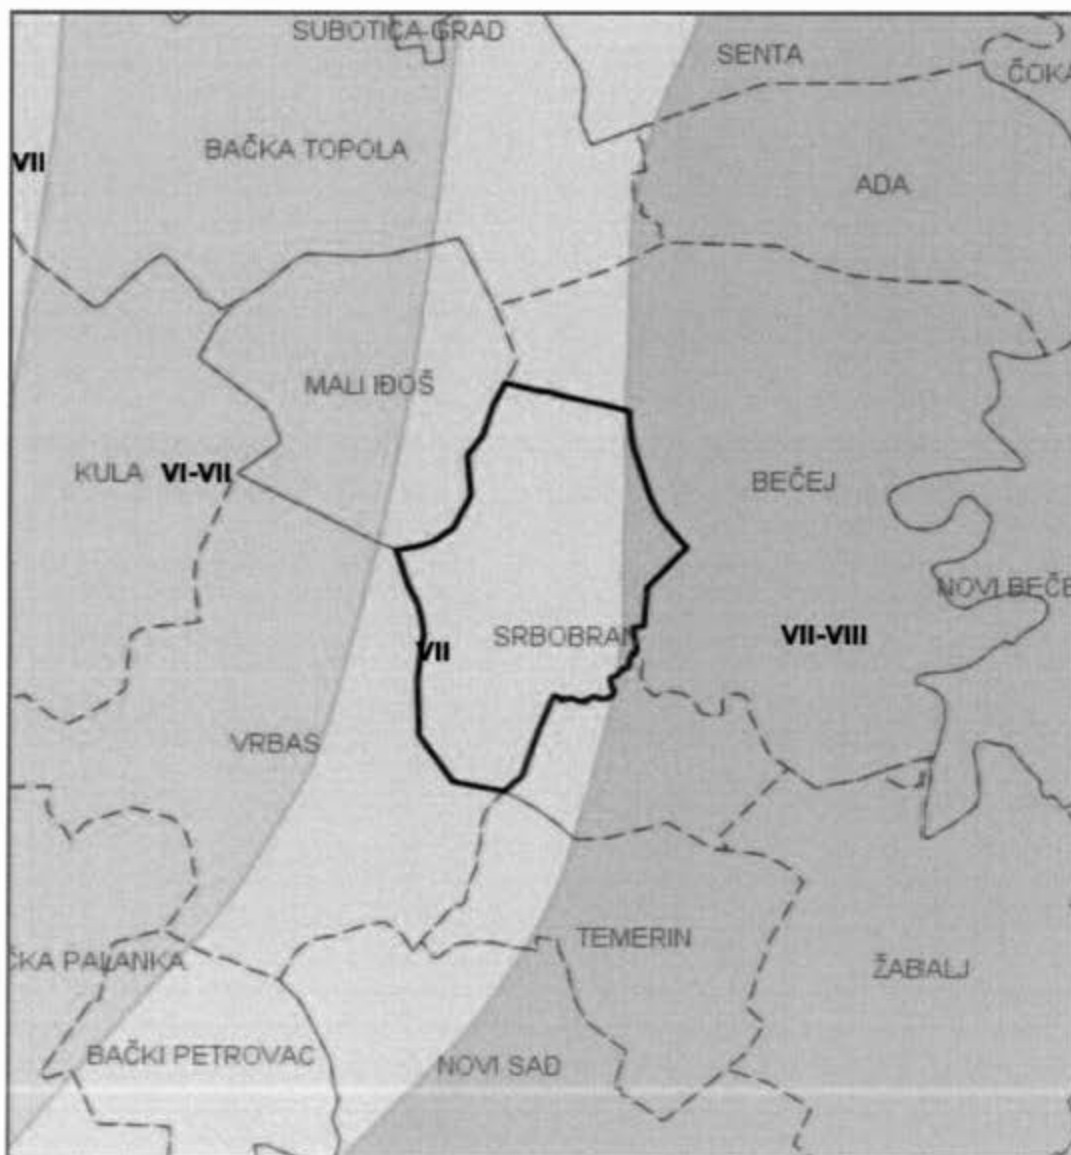 SUBOTICA GRAD
SENTA
ČOKA
BAČKA TOPOLA
VII
ADA
MALI IĐOŠ
KULA VI-VII
BEČEJ
NOVI BEČE
SRBOBRAN
VII-VIII
VII
VRBAS
TEMERIN
ČKA PALANKA
ŽABALJ
BAČKI PETROVAC
NOVI SAD